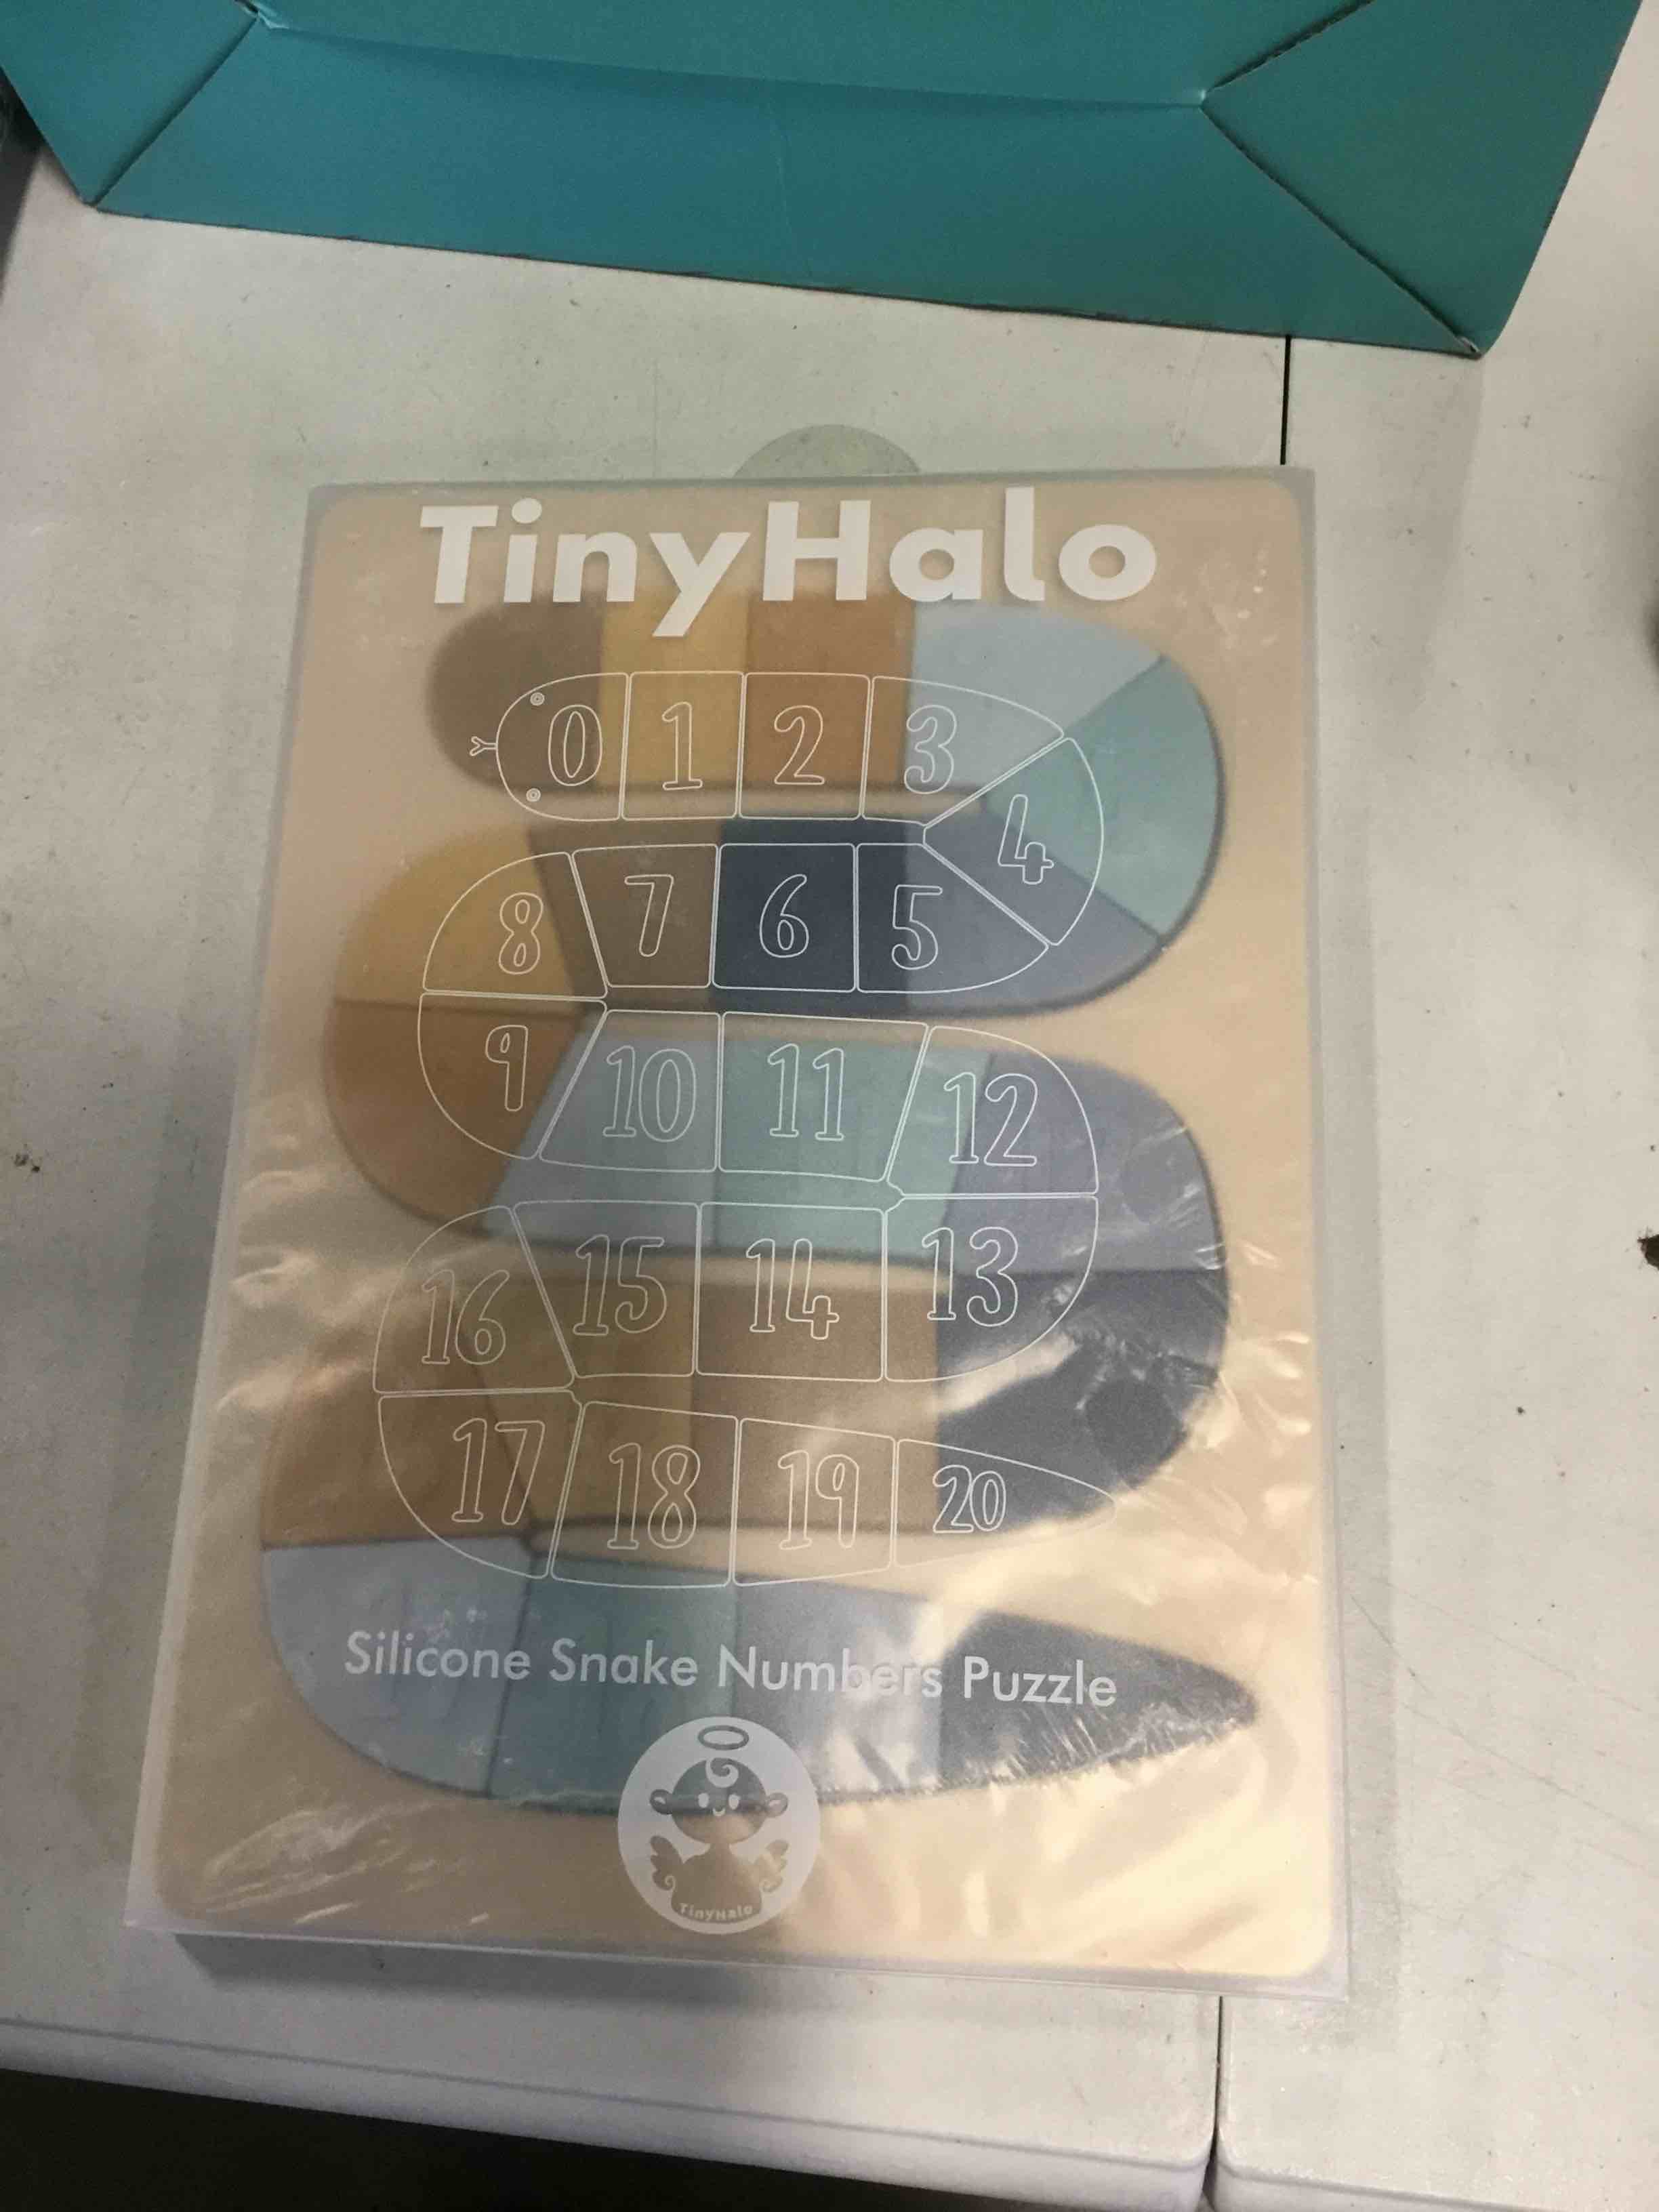 TinyHalo
0 1 2 3
4
8 7 6 5
9 10 11 12
16 15 14 13
17 18 19 20
Silicone Snake Numbers Puzzle
TinyHalo